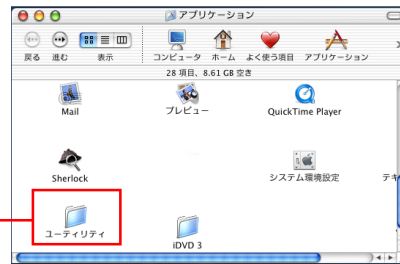 アプリケーション
戻る 進む 表示 コンピュータ ホーム よく使う項目 アプリケーション
28 項目、8.61 GB 空き
Mail プレビュー QuickTime Player
Sherlock システム環境設定 テキ
ユーティリティ iDVD 3